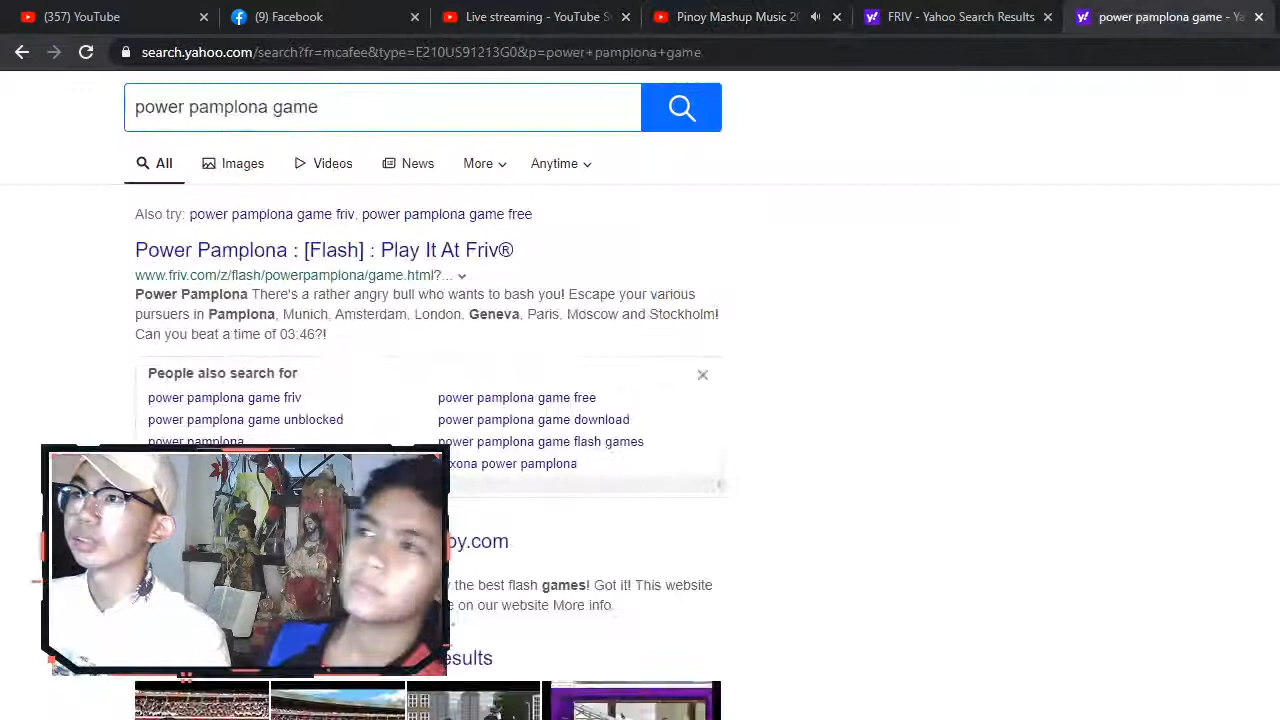 (357) YouTube
(9) Facebook
Live streaming - YouTube S
Pinoy Mashup Music 20
FRIV - Yahoo Search Results
power pamplona game - Ya
search.yahoo.com/search?fr=mcafee&type=E210US91213G0&p=power+pamplona+game
power pamplona game
All
Images
Videos
News
More
Anytime
Also try: power pamplona game friv, power pamplona game free
Power Pamplona : [Flash] : Play It At Friv®
www.friv.com/z/flash/powerpamplona/game.html?...
Power Pamplona There's a rather angry bull who wants to bash you! Escape your various
pursuers in Pamplona, Munich, Amsterdam, London, Geneva, Paris, Moscow and Stockholm!
Can you beat a time of 03:46?!
People also search for
power pamplona game friv
power pamplona game free
power pamplona game unblocked
power pamplona game download
power pamplona
power pamplona game flash games
xona power pamplona
oy.com
the best flash games! Got it! This website
on our website More info.
esults